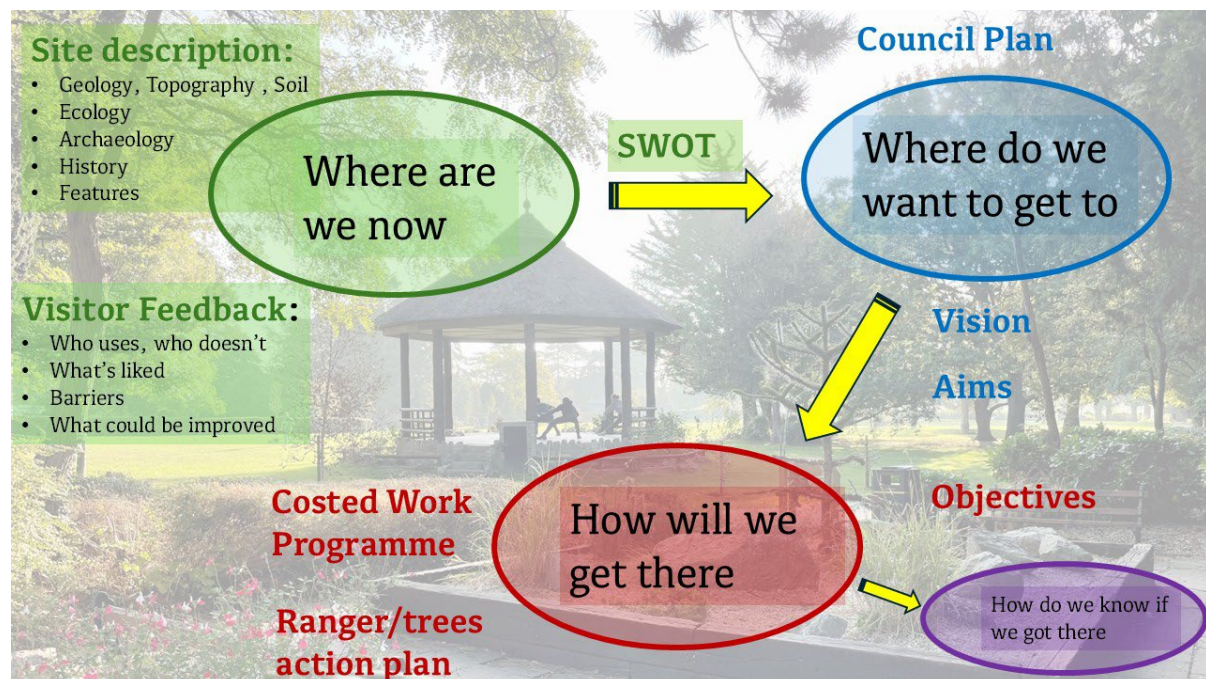 Site description:
• Geology, Topography , Soil
• Ecology
• Archaeology
• History
• Features
Where are
we now
SWOT
Council Plan
Where do we
want to get to
Visitor Feedback:
• Who uses, who doesn’t
• What’s liked
• Barriers
• What could be improved
Vision
Aims
Costed Work
Programme
Ranger/trees
action plan
How will we
get there
Objectives
How do we know if
we got there